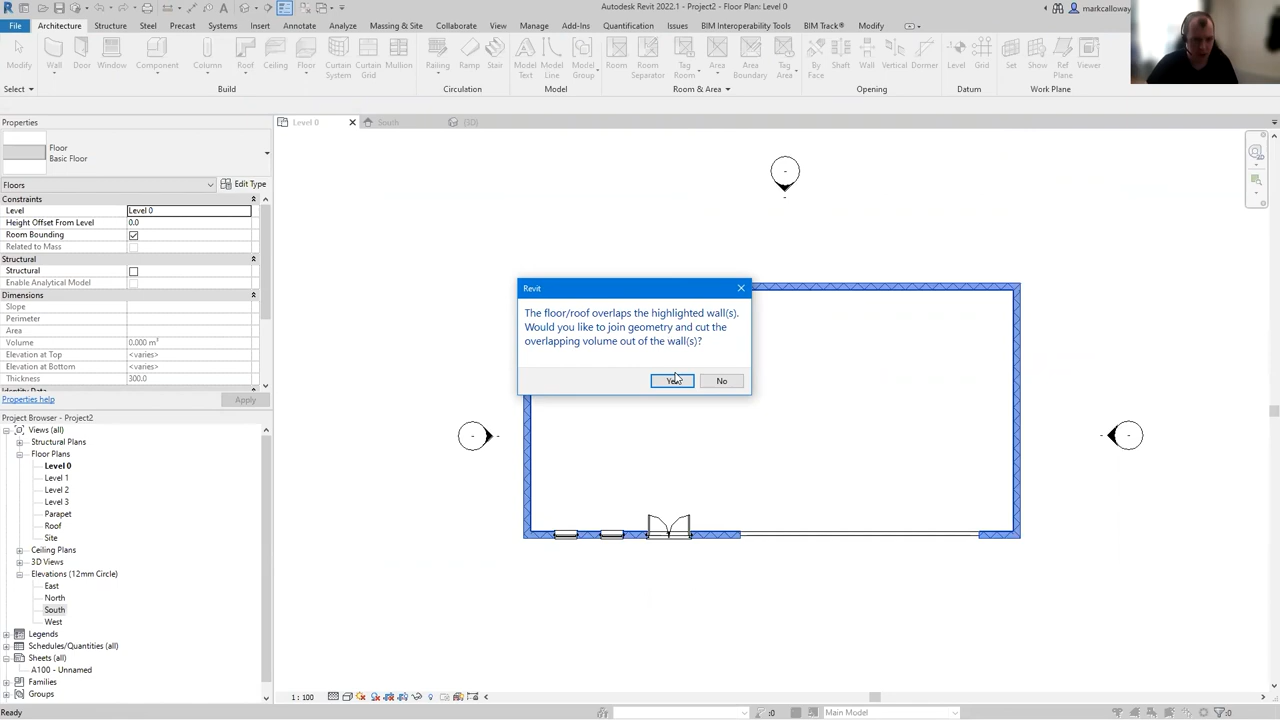 Autodesk Revit 2022.1 - Project2 - Floor Plan: Level 0
markcalloway
File Architecture Structure Steel Precast Systems Insert Annotate Analyze Massing & Site Collaborate View Manage Add-Ins Quantification Issues BIM Interoperability Tools BIM Track® Modify
Modify Wall Door Window Component Column Roof Ceiling Floor Curtain System Curtain Grid Mullion Railing Ramp Stair Model Text Model Line Model Group Room Room Separator Tag Room Area Area Boundary Tag Area By Face Shaft Wall Vertical Dormer Level Grid Set Show Ref Plane Viewer
Select Build Circulation Model Room & Area Opening Datum Work Plane
Properties
Level 0 South {3D}
Floor
Basic Floor
Floors Edit Type
Constraints
Level Level 0
Height Offset From Level 0.0
Room Bounding
Related to Mass
Structural
Structural
Enable Analytical Model
Dimensions
Slope
Perimeter
Area
Volume 0.000 m³
Elevation at Top <varies>
Elevation at Bottom <varies>
Thickness 300.0
Identity Data
Properties help Apply
Project Browser - Project2
Views (all)
Structural Plans
Floor Plans
Level 0
Level 1
Level 2
Level 3
Parapet
Roof
Site
Ceiling Plans
3D Views
Elevations (12mm Circle)
East
North
South
West
Legends
Schedules/Quantities (all)
Sheets (all)
A100 - Unnamed
Families
Groups
Revit
The floor/roof overlaps the highlighted wall(s).
Would you like to join geometry and cut the
overlapping volume out of the wall(s)?
Yes No
1 : 100
Ready :0 Main Model :0